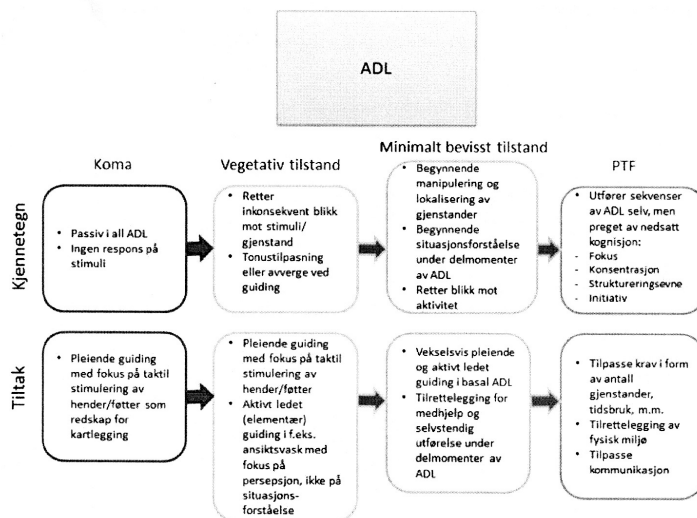 ADL
Koma
Vegetativ tilstand
Minimalt bevisst tilstand
PTF
Kjennetegn
• Passiv i all ADL
• Ingen respons på
stimuli
• Retter
inkonsekvent blikk
mot stimuli/
gjenstand
• Tonustilpasning
eller avverge ved
guiding
• Begynnende
manipulering og
lokalisering av
gjenstander
• Begynnende
situasjonsforståelse
under delmomenter
av ADL
• Retter blikk mot
aktivitet
• Utfører sekvenser
av ADL selv, men
preget av nedsatt
kognisjon:
- Fokus
- Konsentrasjon
- Struktureringsevne
- Initiativ
Tiltak
• Pleiende guiding
med fokus på taktil
stimulering av
hender/føtter som
redskap for
kartlegging
• Pleiende guiding
med fokus på taktil
stimulering av
hender/føtter
• Aktivt ledet
(elementær)
guiding i f.eks.
ansiktsvask med
fokus på
persepsjon, ikke på
situasjons-
forståelse
• Vekselsvis pleiende
og aktivt ledet
guiding i basal ADL
• Tilrettelegging for
medhjelp og
selvstendig
utførelse under
delmomenter av
ADL
• Tilpasse krav i form
av antall
gjenstander,
tidsbruk, m.m.
• Tilrettelegging av
fysisk miljø
• Tilpasse
kommunikasjon